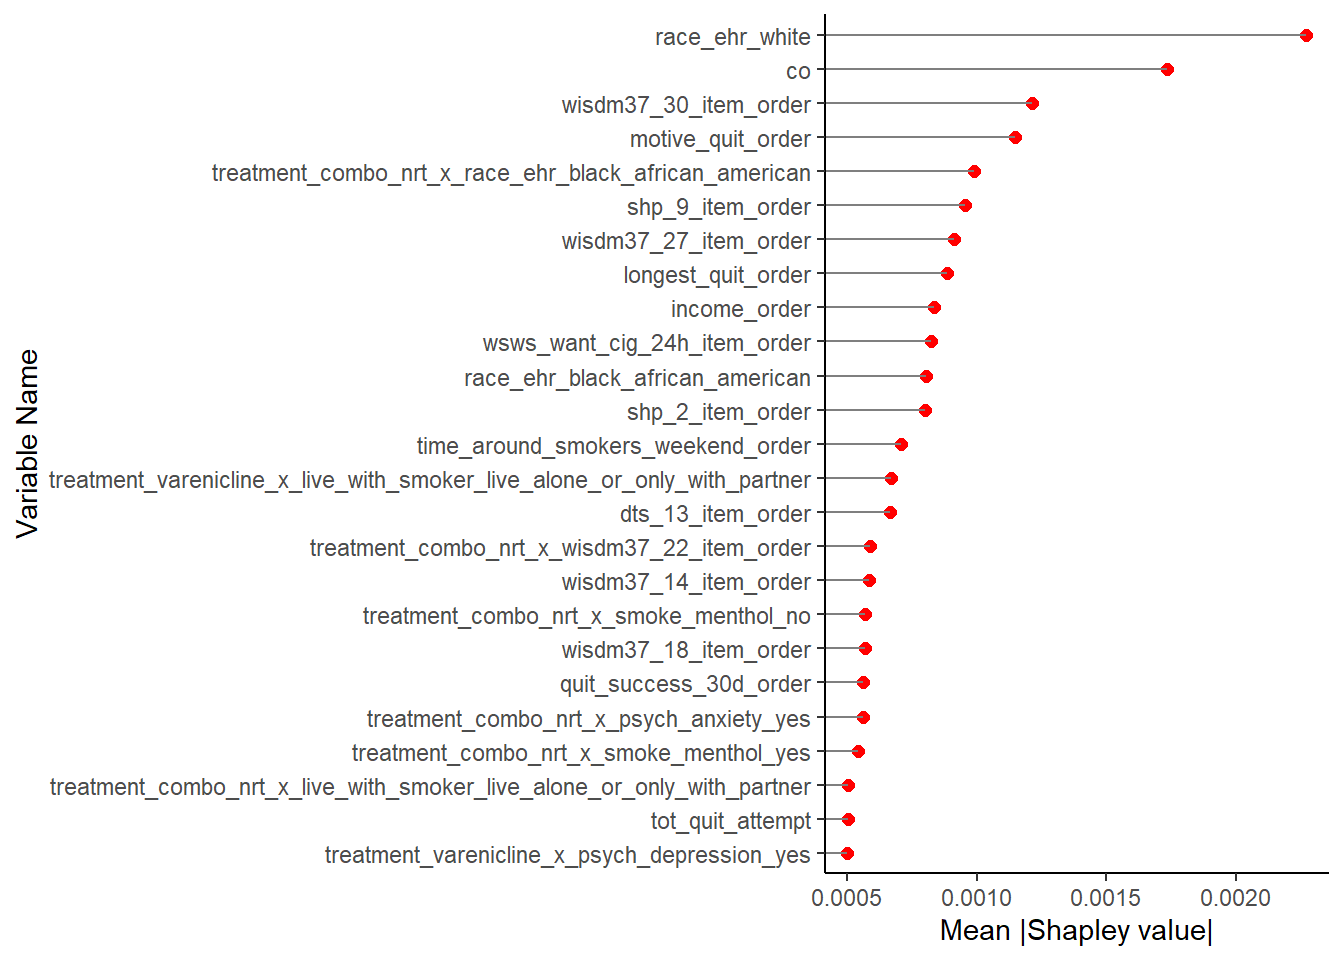 race_ehr_white
co
wisdm37_30_item_order
motive_quit_order
treatment_combo_nrt_x_race_ehr_black_african_american
shp_9_item_order
wisdm37_27_item_order
longest_quit_order
income_order
wsws_want_cig_24h_item_order
race_ehr_black_african_american
shp_2_item_order
time_around_smokers_weekend_order
treatment_varenicline_x_live_with_smoker_live_alone_or_only_with_partner
dts_13_item_order
treatment_combo_nrt_x_wisdm37_22_item_order
wisdm37_14_item_order
treatment_combo_nrt_x_smoke_menthol_no
wisdm37_18_item_order
quit_success_30d_order
treatment_combo_nrt_x_psych_anxiety_yes
treatment_combo_nrt_x_smoke_menthol_yes
treatment_combo_nrt_x_live_with_smoker_live_alone_or_only_with_partner
tot_quit_attempt
treatment_varenicline_x_psych_depression_yes
Variable Name
0.0005 0.0010 0.0015 0.0020
Mean |Shapley value|